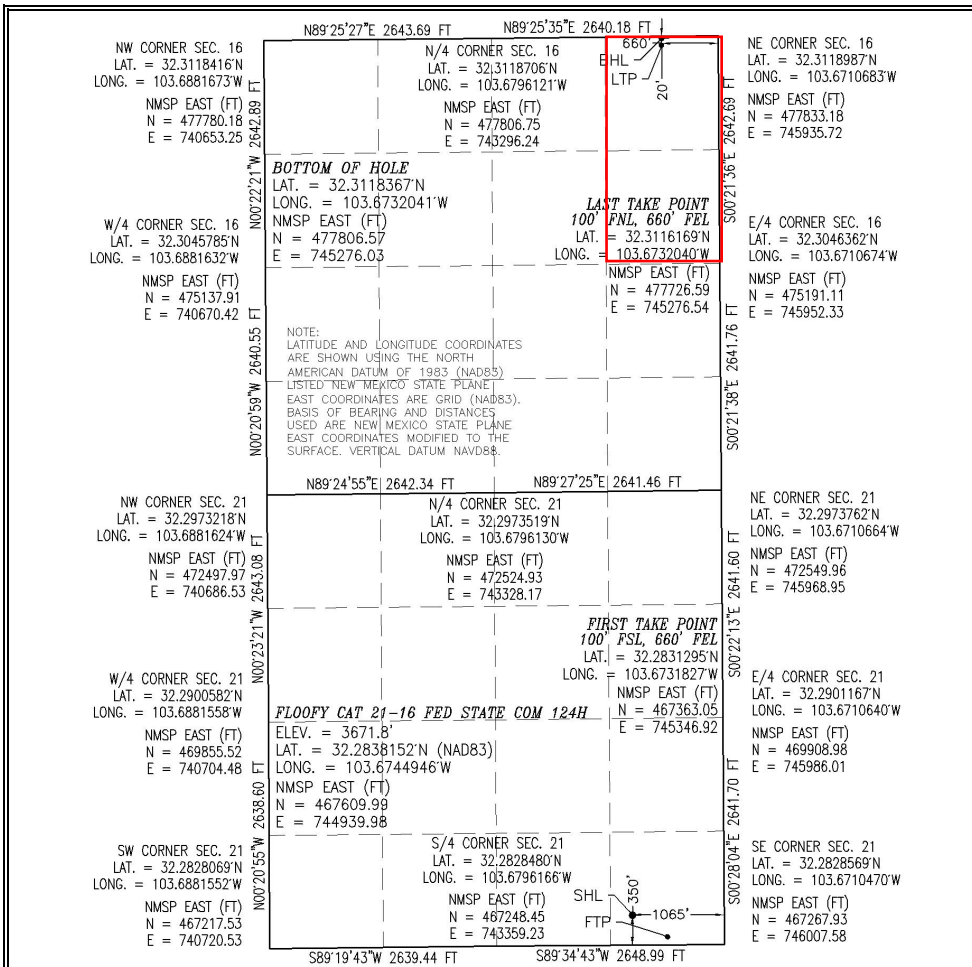 N89°25'27"E 2643.69 FT
N89°25'35"E 2640.18 FT
NW CORNER SEC. 16
LAT. = 32.3118416°N
LONG. = 103.6881673°W
NMSP EAST (FT)
N = 477780.18
E = 740653.25
N/4 CORNER SEC. 16
LAT. = 32.3118706°N
LONG. = 103.6796121°W
NMSP EAST (FT)
N = 477806.75
E = 743296.24
660'
BHL
LTP
20'
NE CORNER SEC. 16
LAT. = 32.3118987°N
LONG. = 103.6710683°W
NMSP EAST (FT)
N = 477833.18
E = 745935.72
N00°22'21"W 2642.89 FT
S00°21'36"E 2642.69 FT
BOTTOM OF HOLE
LAT. = 32.3118367°N
LONG. = 103.6732041°W
NMSP EAST (FT)
N = 477806.57
E = 745276.03
LAST TAKE POINT
100' FNL, 660' FEL
LAT. = 32.3116169°N
LONG. = 103.6732040°W
NMSP EAST (FT)
N = 477726.59
E = 745276.54
W/4 CORNER SEC. 16
LAT. = 32.3045785°N
LONG. = 103.6881632°W
NMSP EAST (FT)
N = 475137.91
E = 740670.42
E/4 CORNER SEC. 16
LAT. = 32.3046362°N
LONG. = 103.6710674°W
NMSP EAST (FT)
N = 475191.11
E = 745952.33
NOTE:
LATITUDE AND LONGITUDE COORDINATES
ARE SHOWN USING THE NORTH
AMERICAN DATUM OF 1983 (NAD83)
LISTED NEW MEXICO STATE PLANE
EAST COORDINATES ARE GRID (NAD83).
BASIS OF BEARING AND DISTANCES
USED ARE NEW MEXICO STATE PLANE
EAST COORDINATES MODIFIED TO THE
SURFACE. VERTICAL DATUM NAVD88.
N00°20'59"W 2640.55 FT
S00°21'38"E 2641.76 FT
N89°24'55"E 2642.34 FT
N89°27'25"E 2641.46 FT
NW CORNER SEC. 21
LAT. = 32.2973218°N
LONG. = 103.6881624°W
NMSP EAST (FT)
N = 472497.97
E = 740686.53
N/4 CORNER SEC. 21
LAT. = 32.2973519°N
LONG. = 103.6796130°W
NMSP EAST (FT)
N = 472524.93
E = 743328.17
NE CORNER SEC. 21
LAT. = 32.2973762°N
LONG. = 103.6710664°W
NMSP EAST (FT)
N = 472549.96
E = 745968.95
N00°23'21"W 2643.08 FT
S00°22'13"E 2641.60 FT
FIRST TAKE POINT
100' FSL, 660' FEL
LAT. = 32.2831295°N
LONG. = 103.6731827°W
NMSP EAST (FT)
N = 467363.05
E = 745346.92
W/4 CORNER SEC. 21
LAT. = 32.2900582°N
LONG. = 103.6881558°W
NMSP EAST (FT)
N = 469855.52
E = 740704.48
FLOOFY CAT 21-16 FED STATE COM 124H
ELEV. = 3671.8'
LAT. = 32.2838152°N (NAD83)
LONG. = 103.6744946°W
NMSP EAST (FT)
N = 467609.99
E = 744939.98
E/4 CORNER SEC. 21
LAT. = 32.2901167°N
LONG. = 103.6710640°W
NMSP EAST (FT)
N = 469908.98
E = 745986.01
N00°20'55"W 2638.60 FT
S00°28'04"E 2641.70 FT
SW CORNER SEC. 21
LAT. = 32.2828069°N
LONG. = 103.6881552°W
NMSP EAST (FT)
N = 467217.53
E = 740720.53
S/4 CORNER SEC. 21
LAT. = 32.2828480°N
LONG. = 103.6796166°W
NMSP EAST (FT)
N = 467248.45
E = 743359.23
SHL
FTP
350'
1065'
SE CORNER SEC. 21
LAT. = 32.2828569°N
LONG. = 103.6710470°W
NMSP EAST (FT)
N = 467267.93
E = 746007.58
S89°19'43"W 2639.44 FT
S89°34'43"W 2648.99 FT